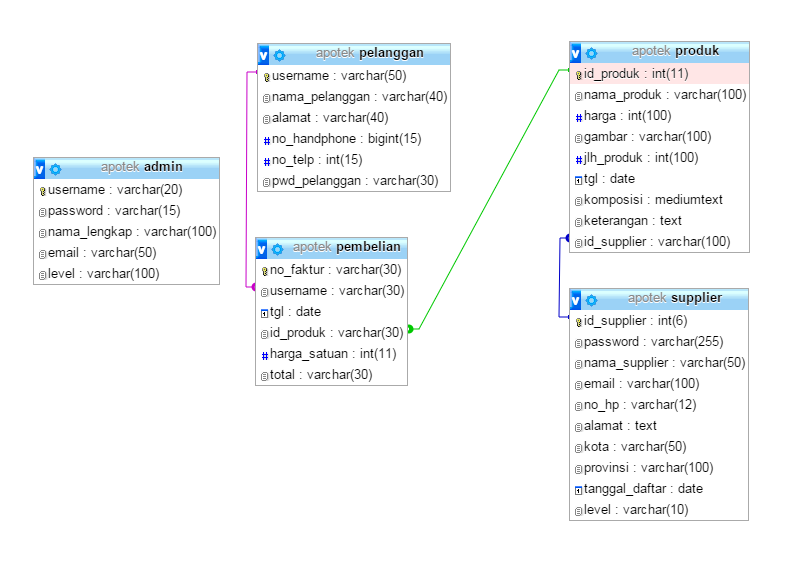 apotek admin
username : varchar(20)
password : varchar(15)
nama_lengkap : varchar(100)
email : varchar(50)
level : varchar(100)
apotek pelanggan
username : varchar(50)
nama_pelanggan : varchar(40)
alamat : varchar(40)
no_handphone : bigint(15)
no_telp : int(15)
pwd_pelanggan : varchar(30)
apotek pembelian
no_faktur : varchar(30)
username : varchar(30)
tgl : date
id_produk : varchar(30)
harga_satuan : int(11)
total : varchar(30)
apotek produk
id_produk : int(11)
nama_produk : varchar(100)
harga : int(100)
gambar : varchar(100)
jlh_produk : int(100)
tgl : date
komposisi : mediumtext
keterangan : text
id_supplier : varchar(100)
apotek supplier
id_supplier : int(6)
password : varchar(255)
nama_supplier : varchar(50)
email : varchar(100)
no_hp : varchar(12)
alamat : text
kota : varchar(50)
provinsi : varchar(100)
tanggal_daftar : date
level : varchar(10)